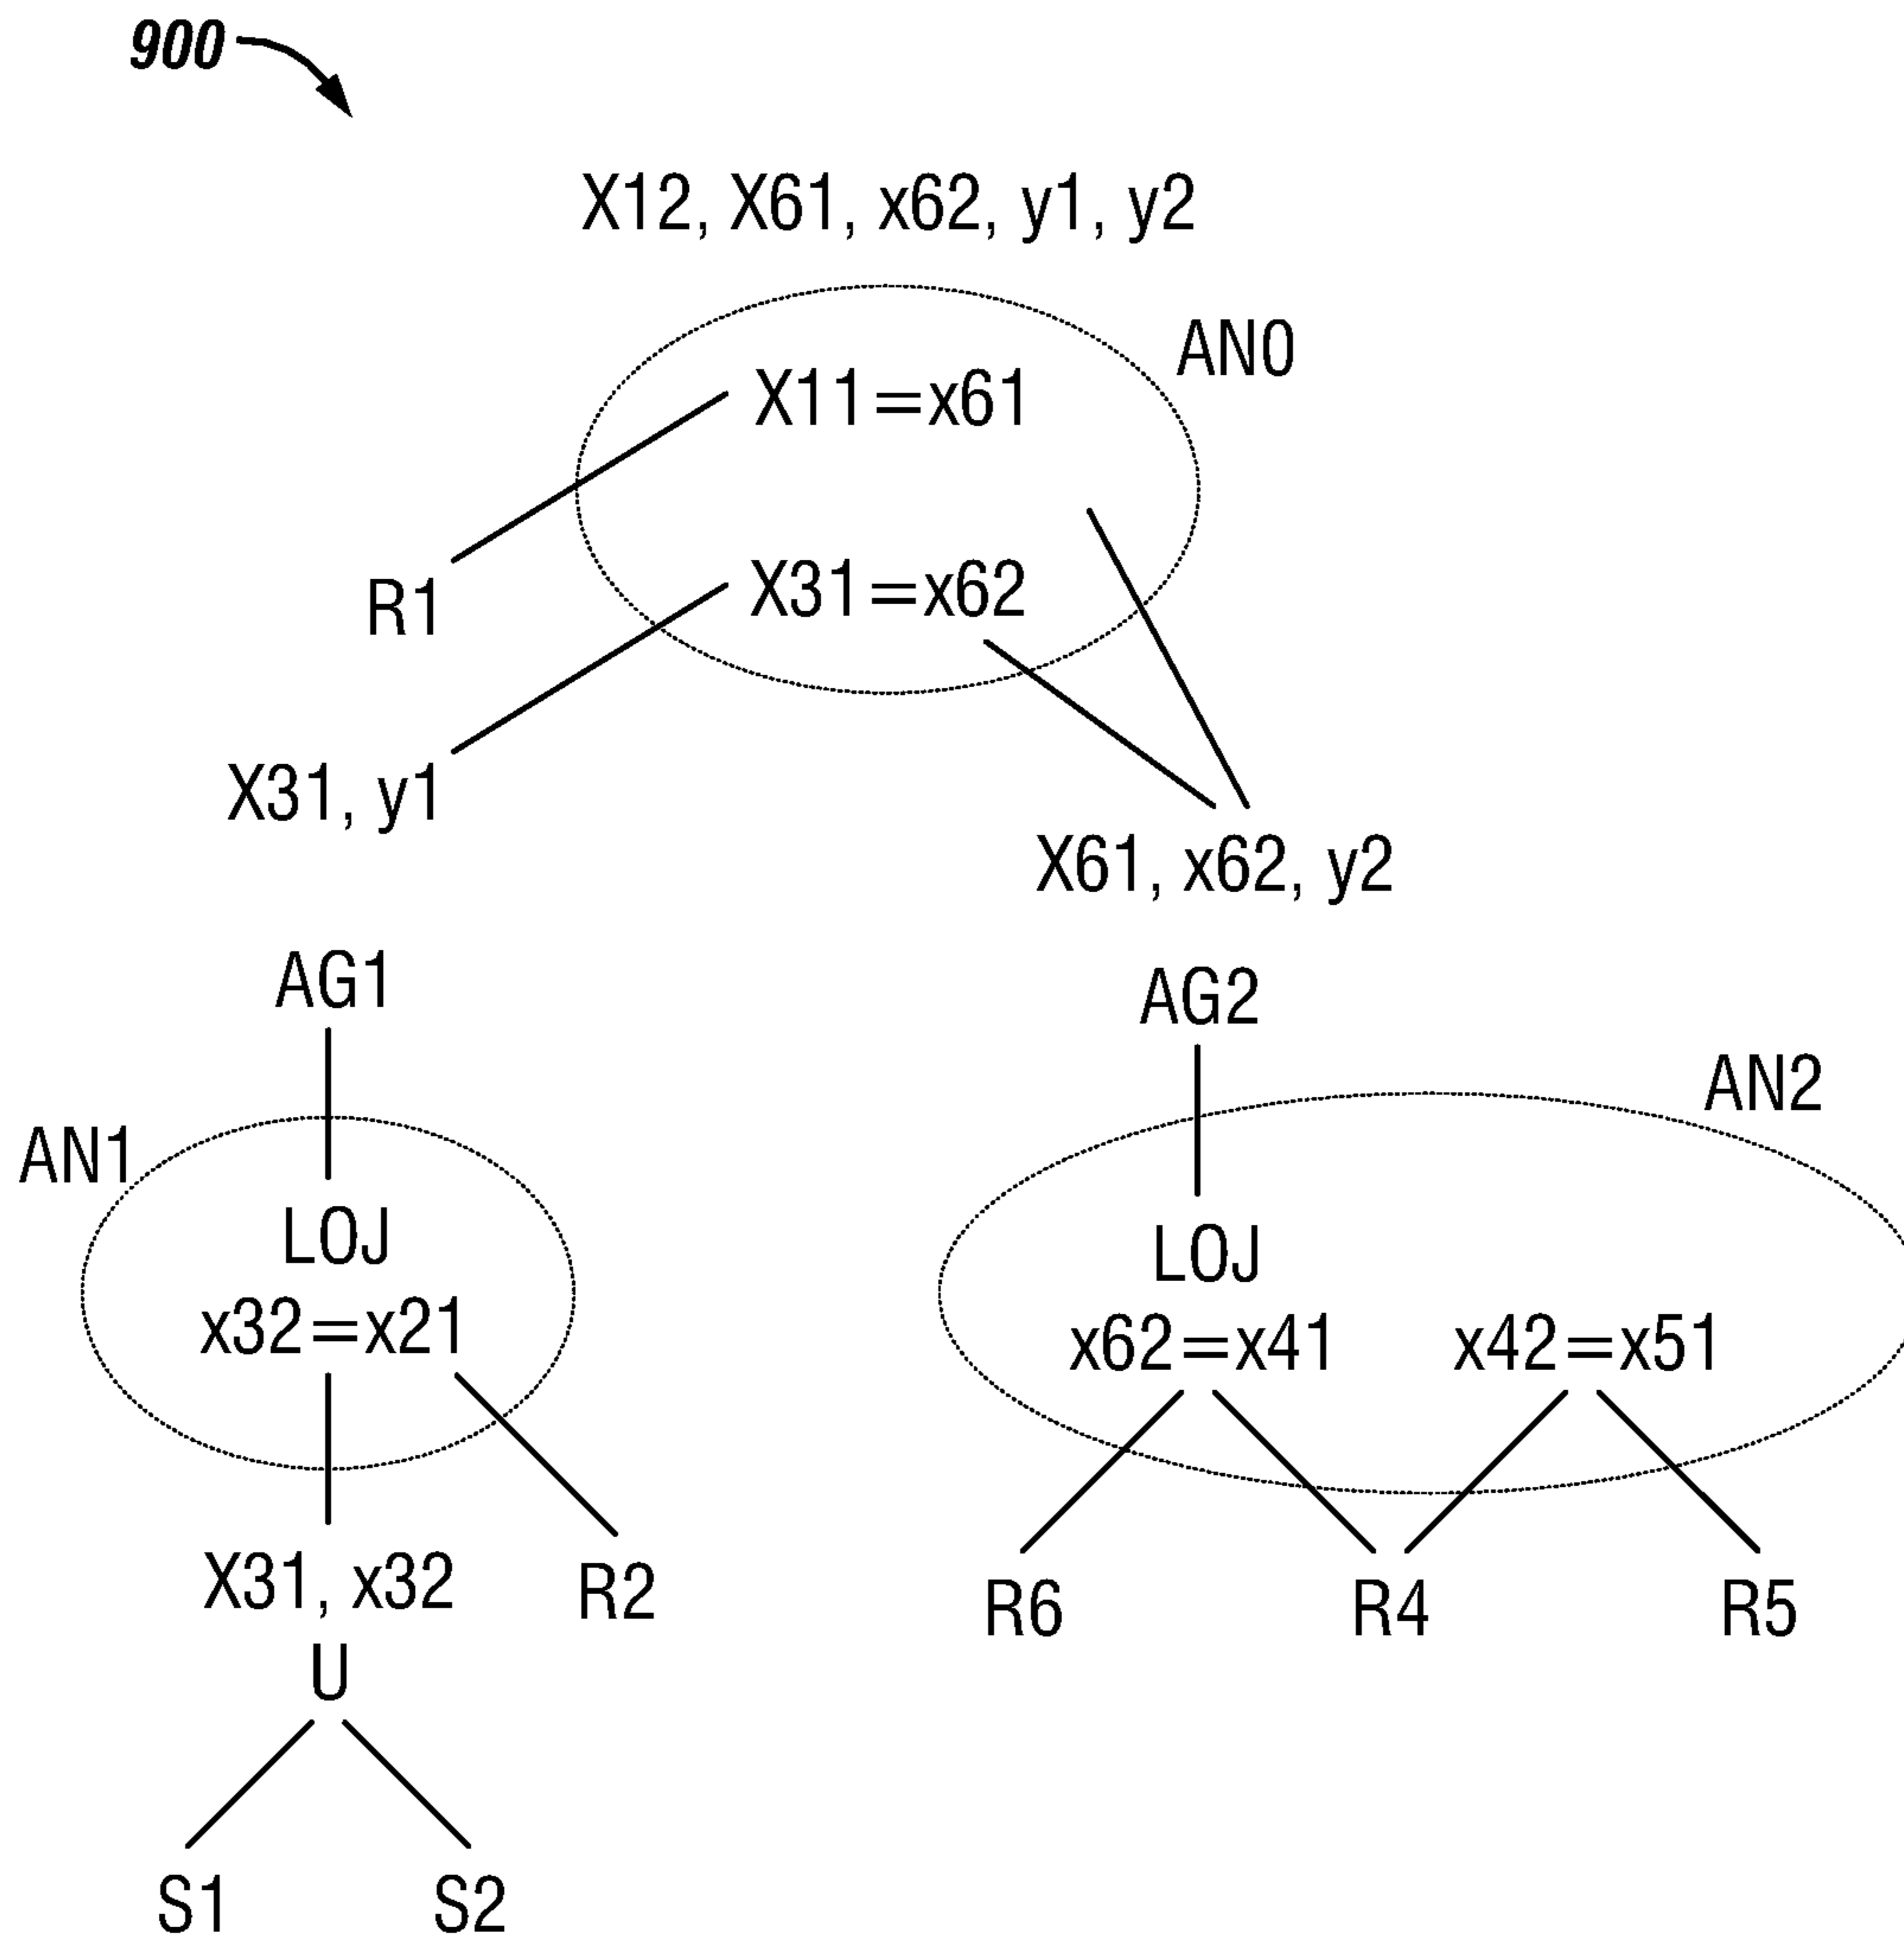 900
X12, X61, x62, y1, y2
AN0
X11=x61
R1
X31=x62
X31, y1
X61, x62, y2
AG1
AG2
AN2
AN1
LOJ
x32=x21
LOJ
x62=x41
x42=x51
X31, x32
R2
R6
R4
R5
U
S1
S2